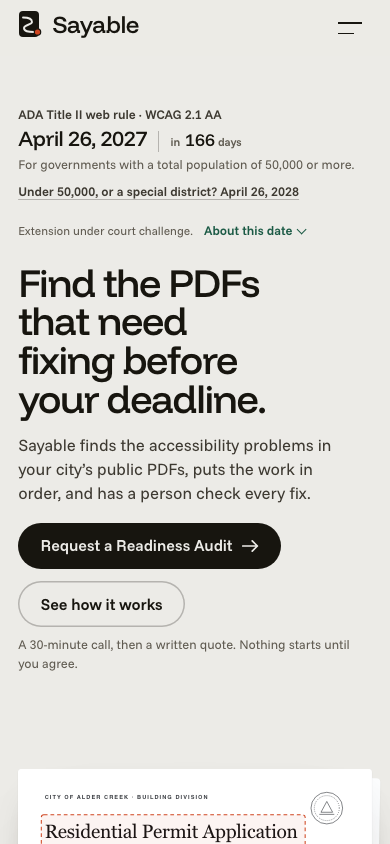 Sayable
ADA Title II web rule · WCAG 2.1 AA
April 26, 2027 in 166 days
For governments with a total population of 50,000 or more.
Under 50,000, or a special district? April 26, 2028
Extension under court challenge. About this date
Find the PDFs
that need
fixing before
your deadline.
Sayable finds the accessibility problems in
your city’s public PDFs, puts the work in
order, and has a person check every fix.
Request a Readiness Audit →
See how it works
A 30-minute call, then a written quote. Nothing starts until
you agree.
CITY OF ALDER CREEK · BUILDING DIVISION
Residential Permit Application